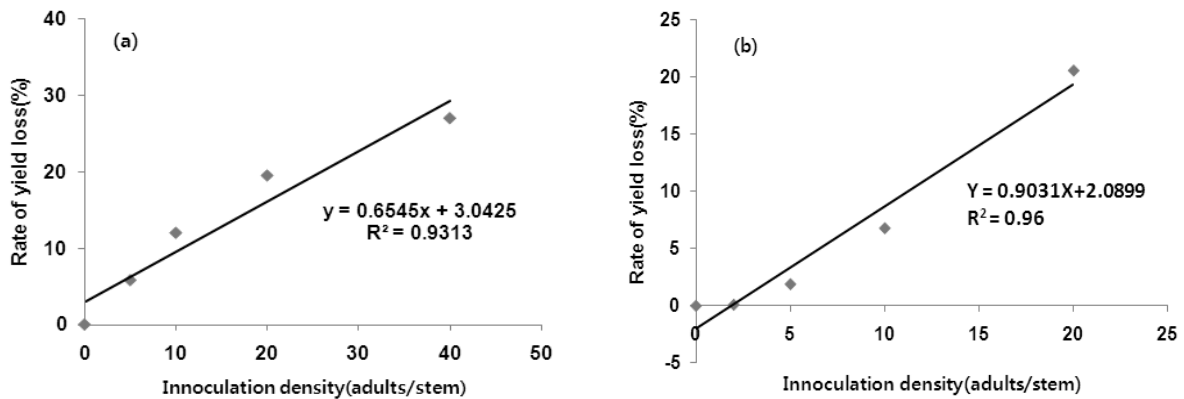 (a)
Rate of yield loss(%)
40
30
20
10
0
0 10 20 30 40 50
y = 0.6545x + 3.0425
R² = 0.9313
Innoculation density(adults/stem)
(b)
Rate of yield loss(%)
25
20
15
10
5
0
-5
0 5 10 15 20 25
Y = 0.9031X+2.0899
R² = 0.96
Innoculation density(adults/stem)